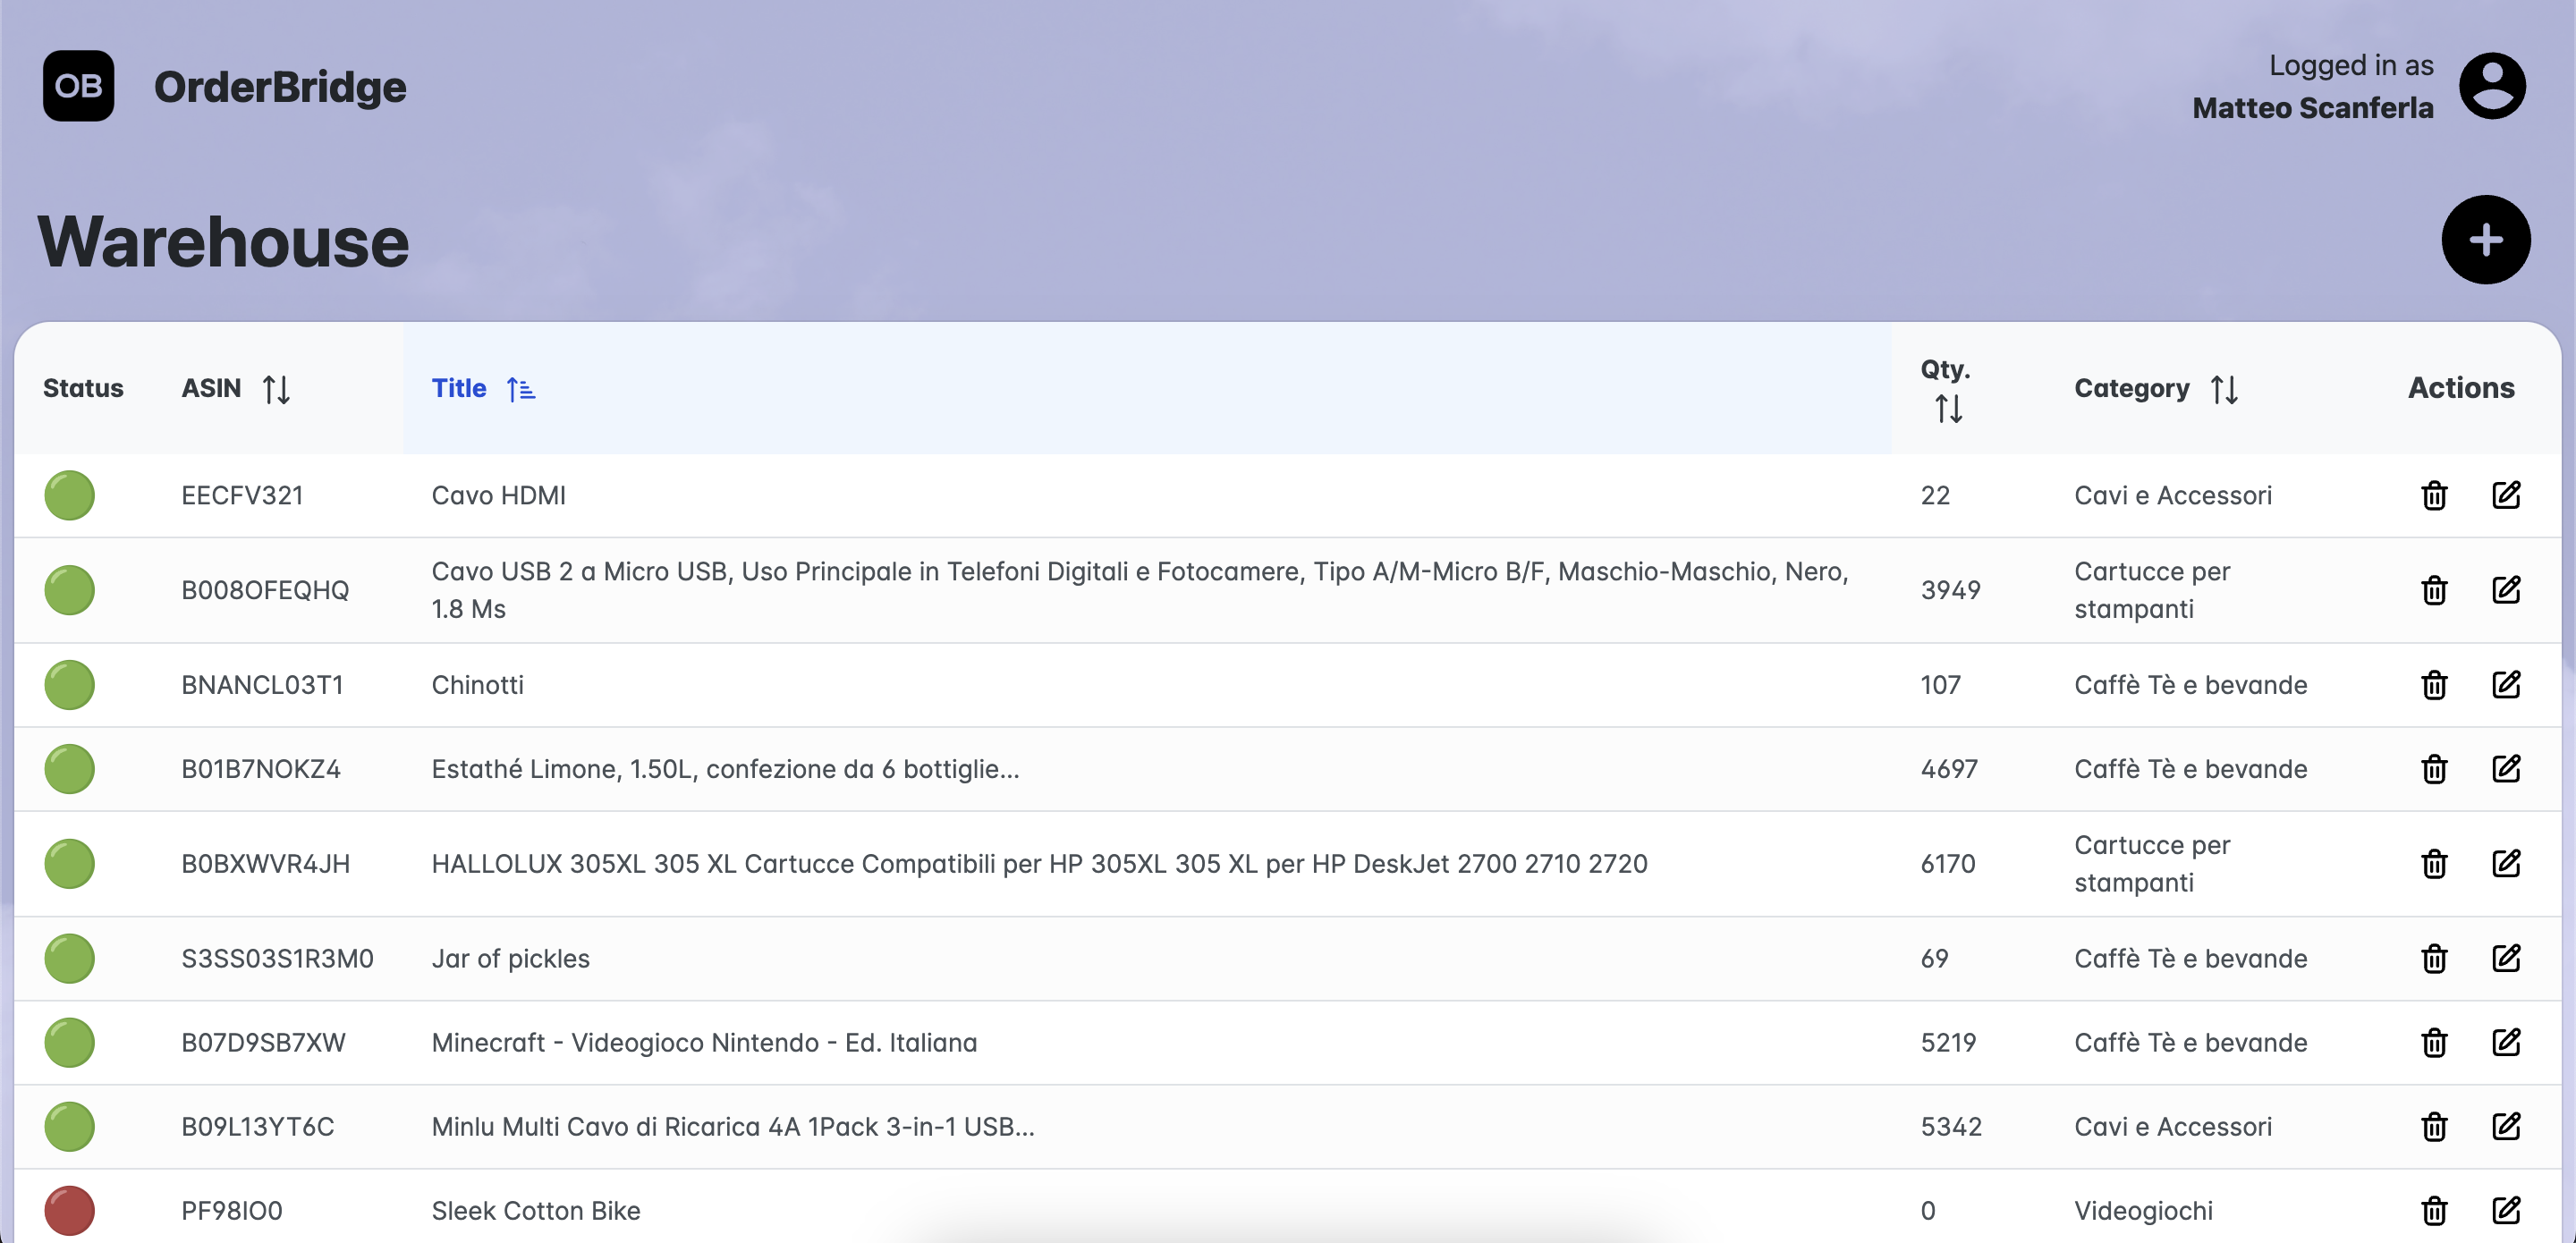 OB OrderBridge
Logged in as
Matteo Scanferla
Warehouse
Status ASIN Title Qty. Category Actions
EECFV321 Cavo HDMI 22 Cavi e Accessori
B008OFEQHQ Cavo USB 2 a Micro USB, Uso Principale in Telefoni Digitali e Fotocamere, Tipo A/M-Micro B/F, Maschio-Maschio, Nero, 3949 Cartucce per
1.8 Ms stampanti
BNANCL03T1 Chinotti 107 Caffè Tè e bevande
B01B7NOKZ4 Estathé Limone, 1.50L, confezione da 6 bottiglie... 4697 Caffè Tè e bevande
B0BXWVR4JH HALLOLUX 305XL 305 XL Cartucce Compatibili per HP 305XL 305 XL per HP DeskJet 2700 2710 2720 6170 Cartucce per
stampanti
S3SS03S1R3M0 Jar of pickles 69 Caffè Tè e bevande
B07D9SB7XW Minecraft - Videogioco Nintendo - Ed. Italiana 5219 Caffè Tè e bevande
B09L13YT6C Minlu Multi Cavo di Ricarica 4A 1Pack 3-in-1 USB... 5342 Cavi e Accessori
PF98IO0 Sleek Cotton Bike 0 Videogiochi